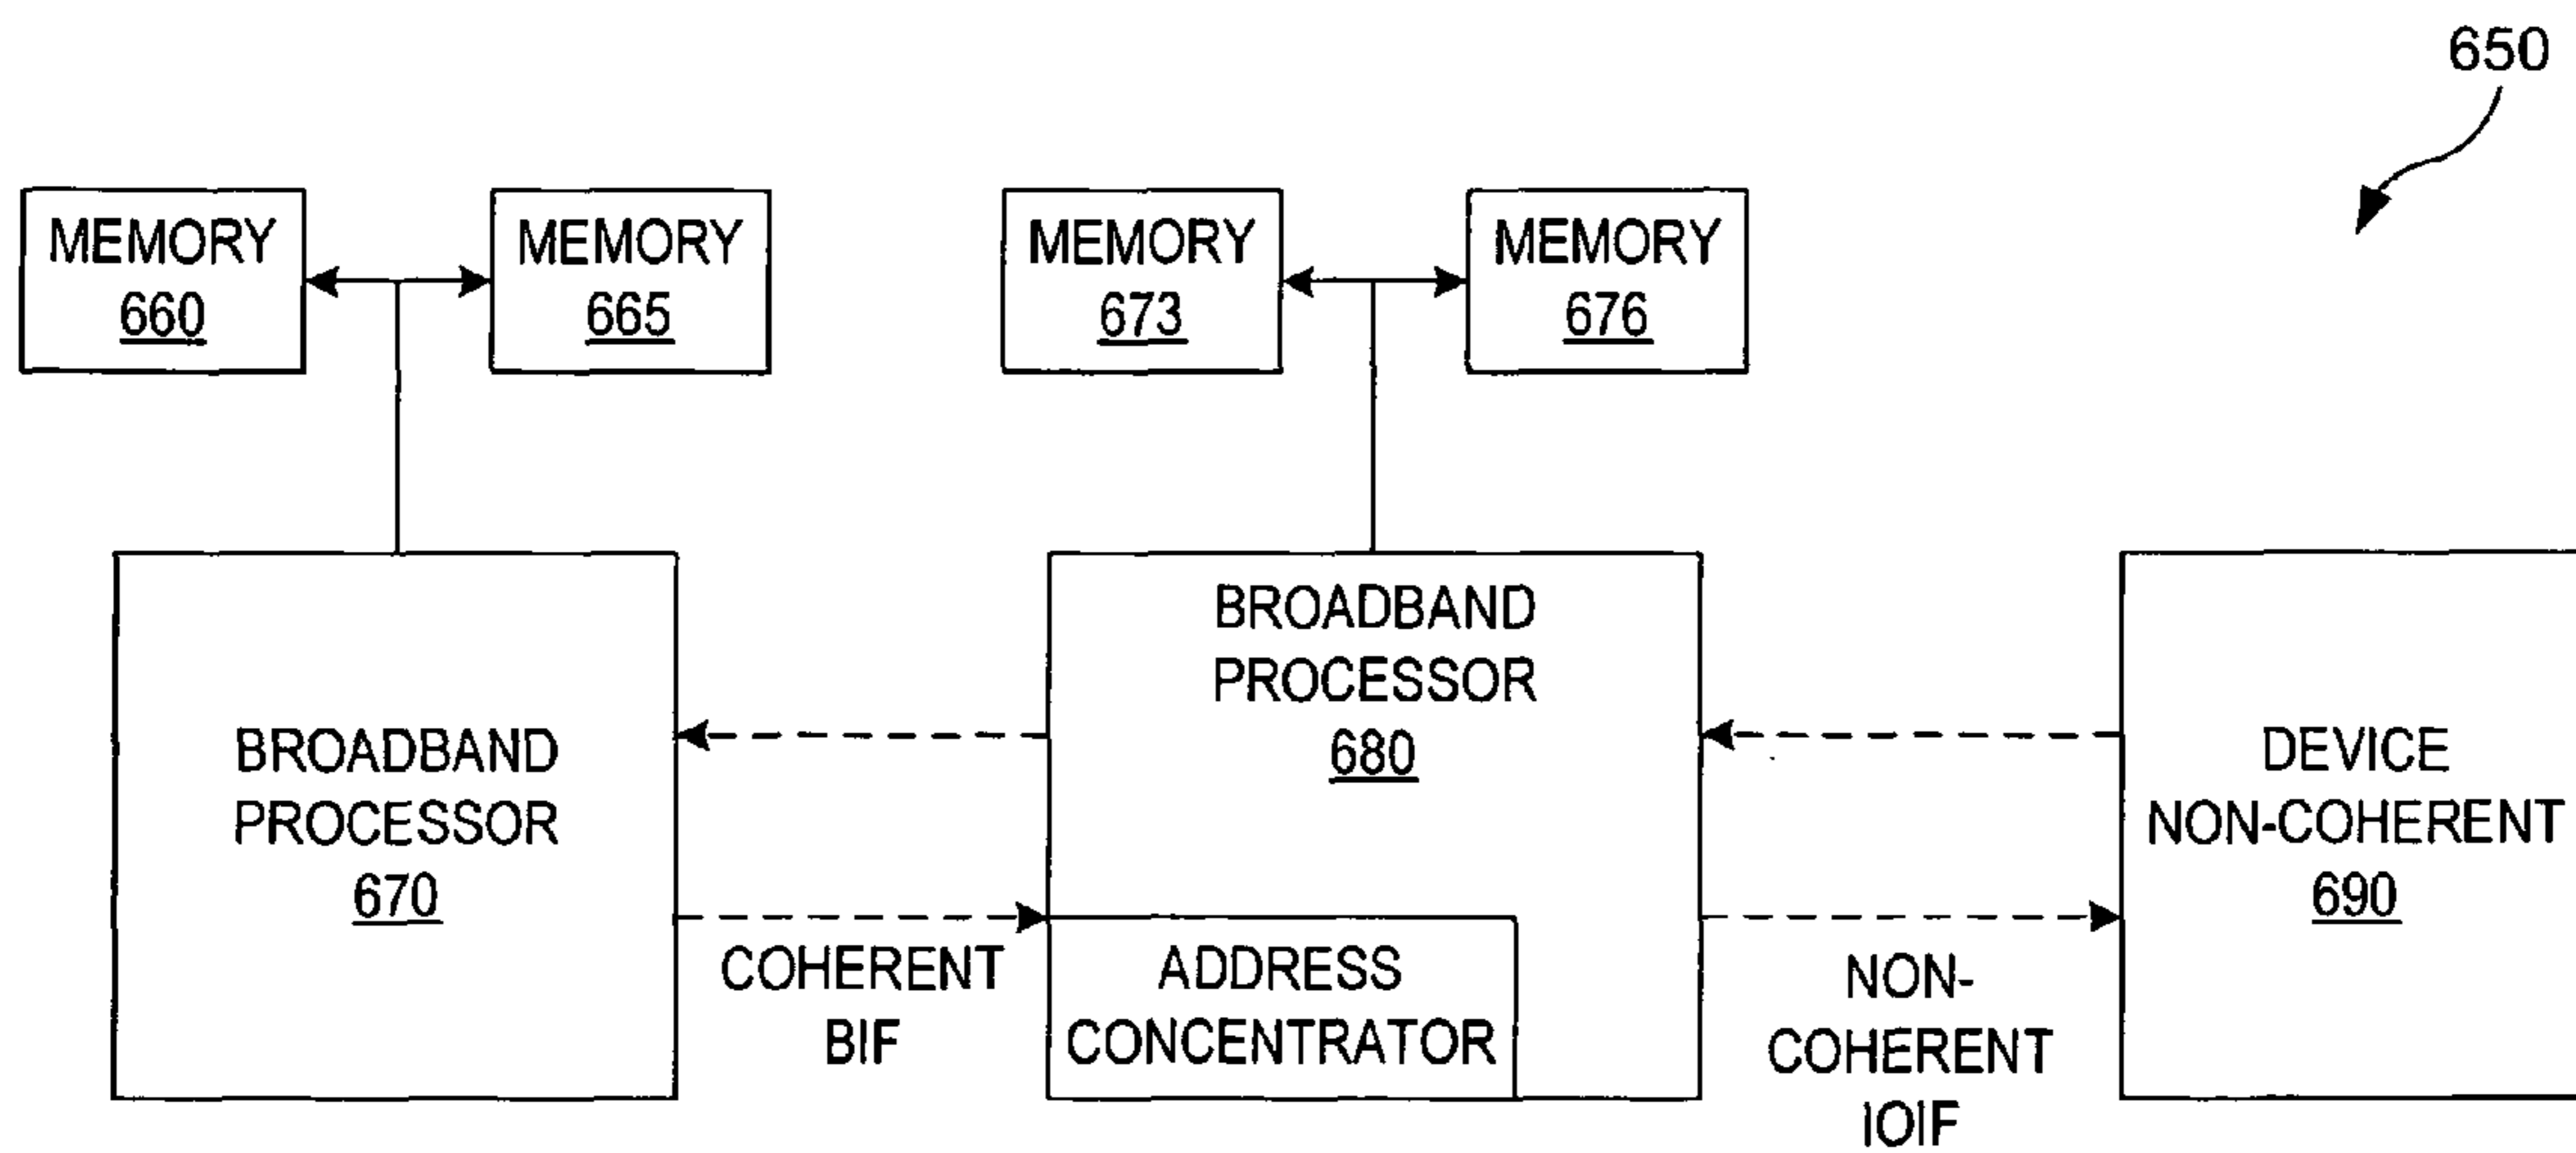 650
MEMORY
660
MEMORY
665
MEMORY
673
MEMORY
676
BROADBAND
PROCESSOR
670
BROADBAND
PROCESSOR
680
DEVICE
NON-COHERENT
690
COHERENT
BIF
ADDRESS
CONCENTRATOR
NON-
COHERENT
IOIF